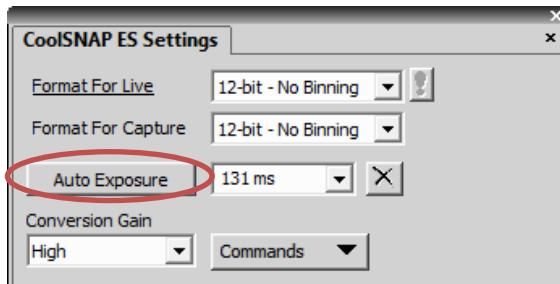 CoolSNAP ES Settings
Format For Live 12-bit - No Binning
Format For Capture 12-bit - No Binning
Auto Exposure 131 ms
Conversion Gain
High Commands